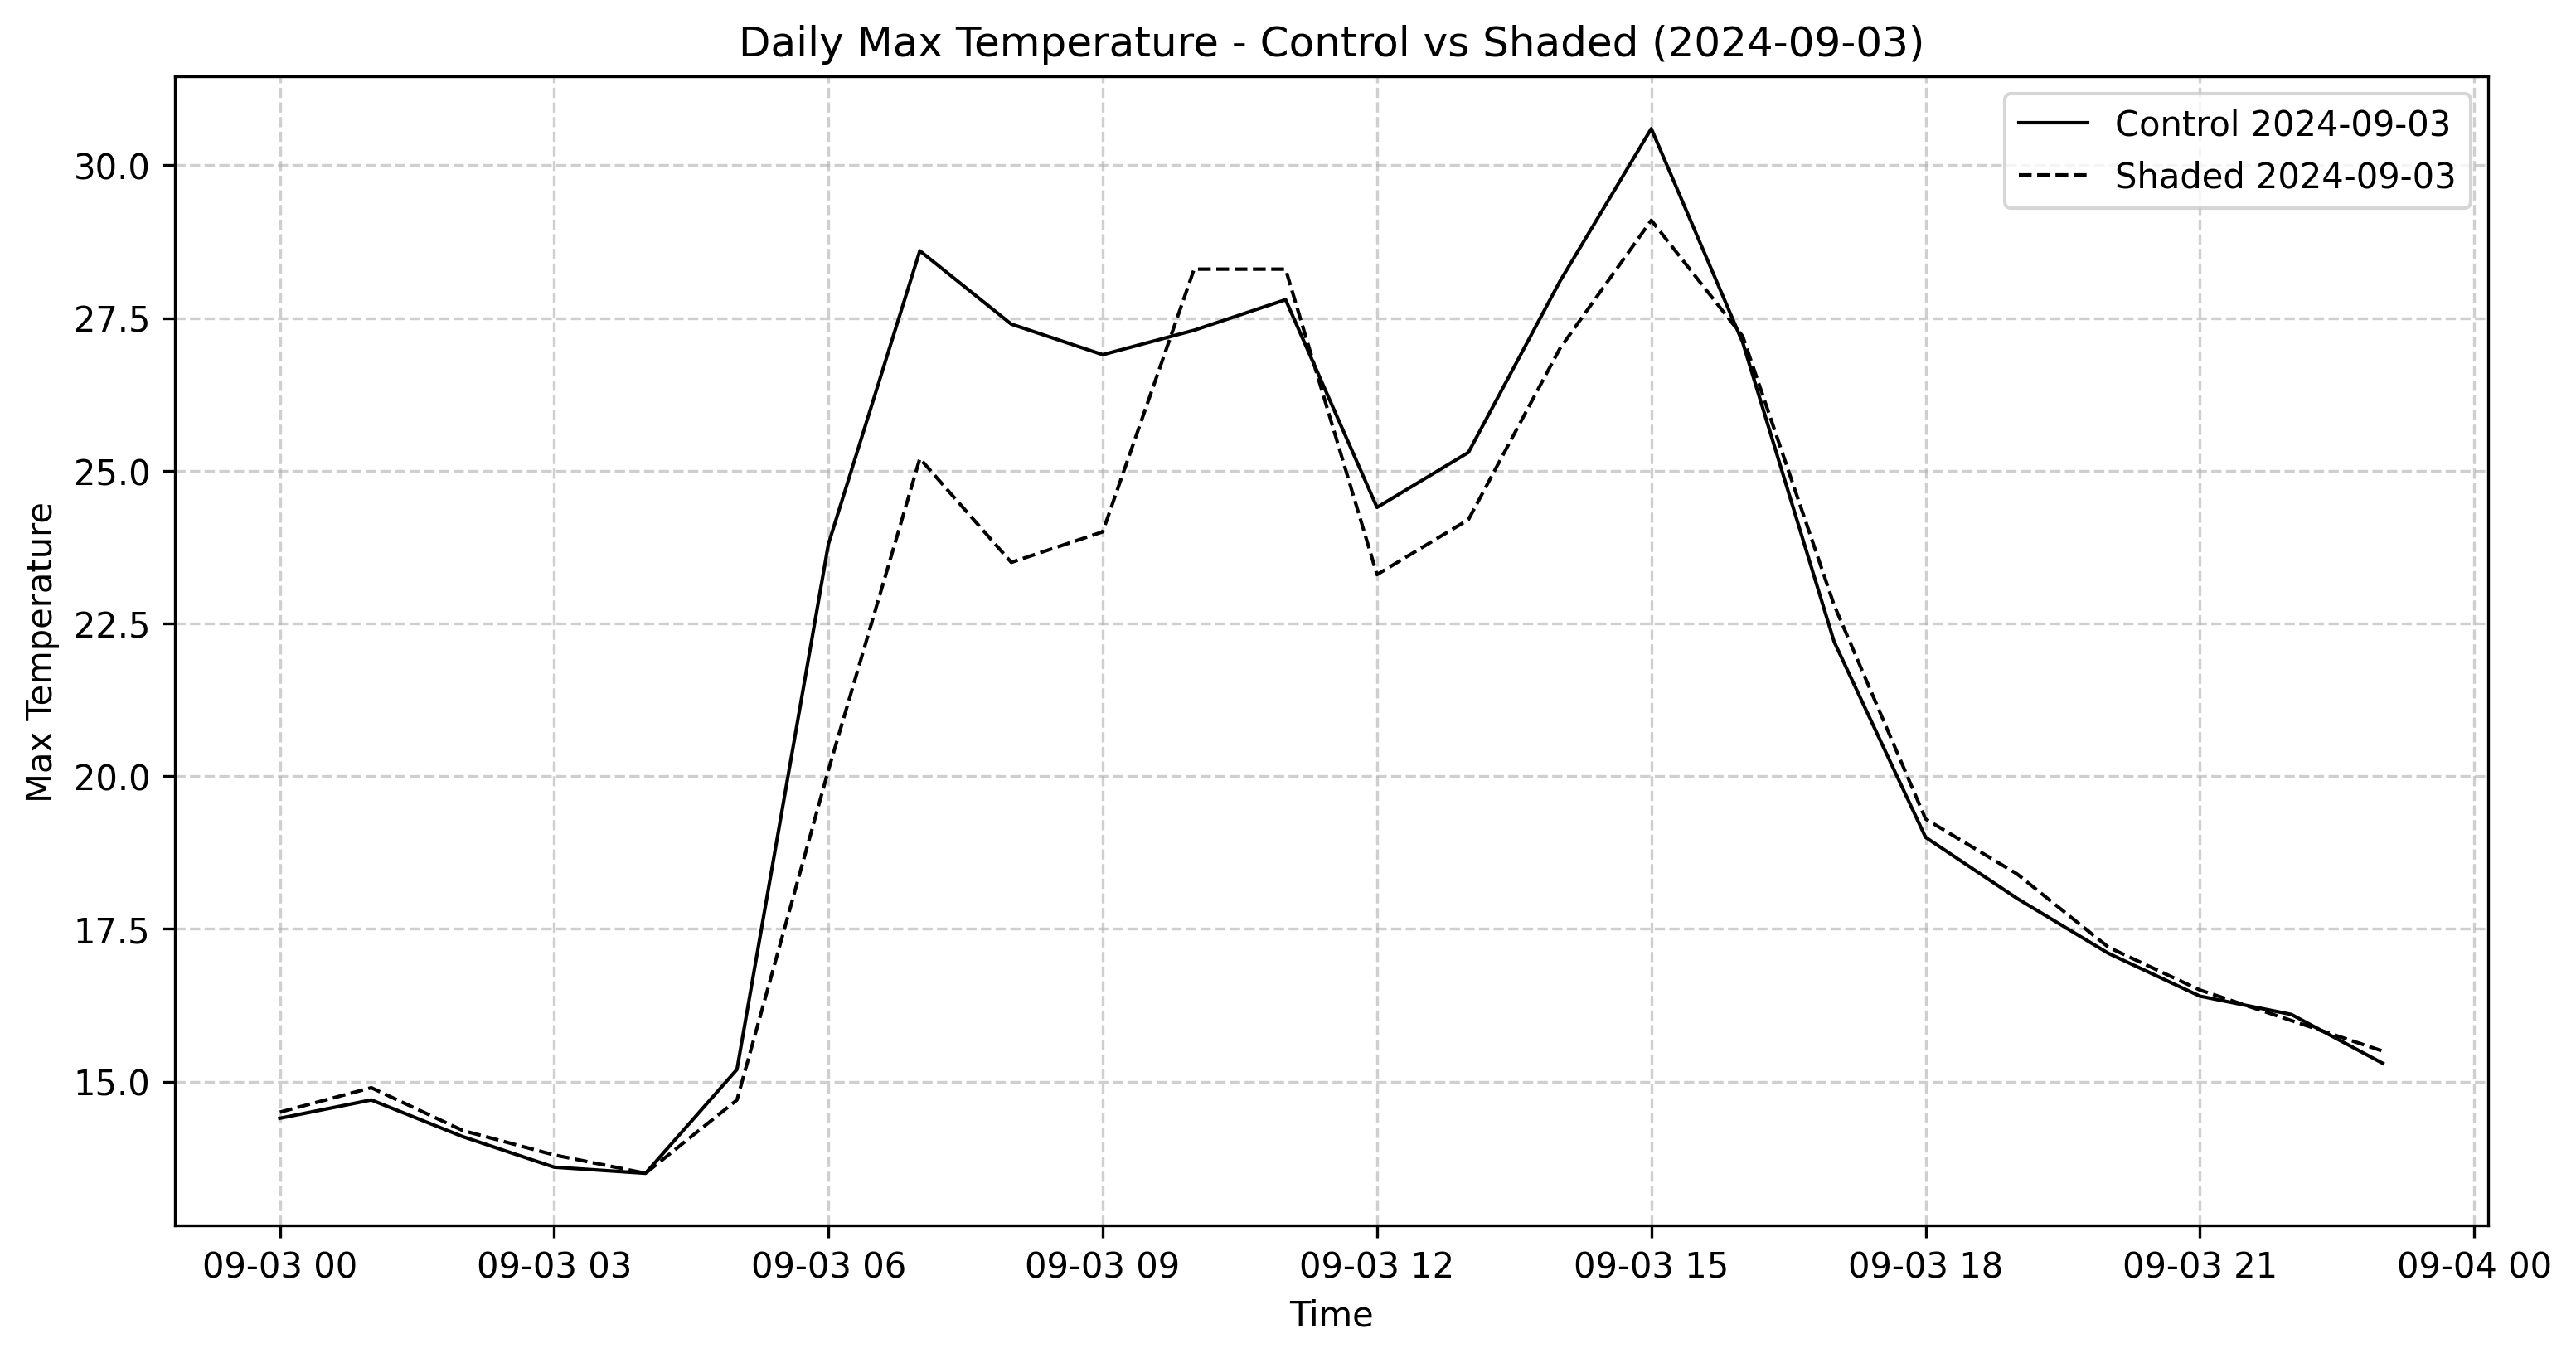 Daily Max Temperature - Control vs Shaded (2024-09-03)
Control 2024-09-03
Shaded 2024-09-03
Max Temperature
30.0
27.5
25.0
22.5
20.0
17.5
15.0
09-03 00 09-03 03 09-03 06 09-03 09 09-03 12 09-03 15 09-03 18 09-03 21 09-04 00
Time